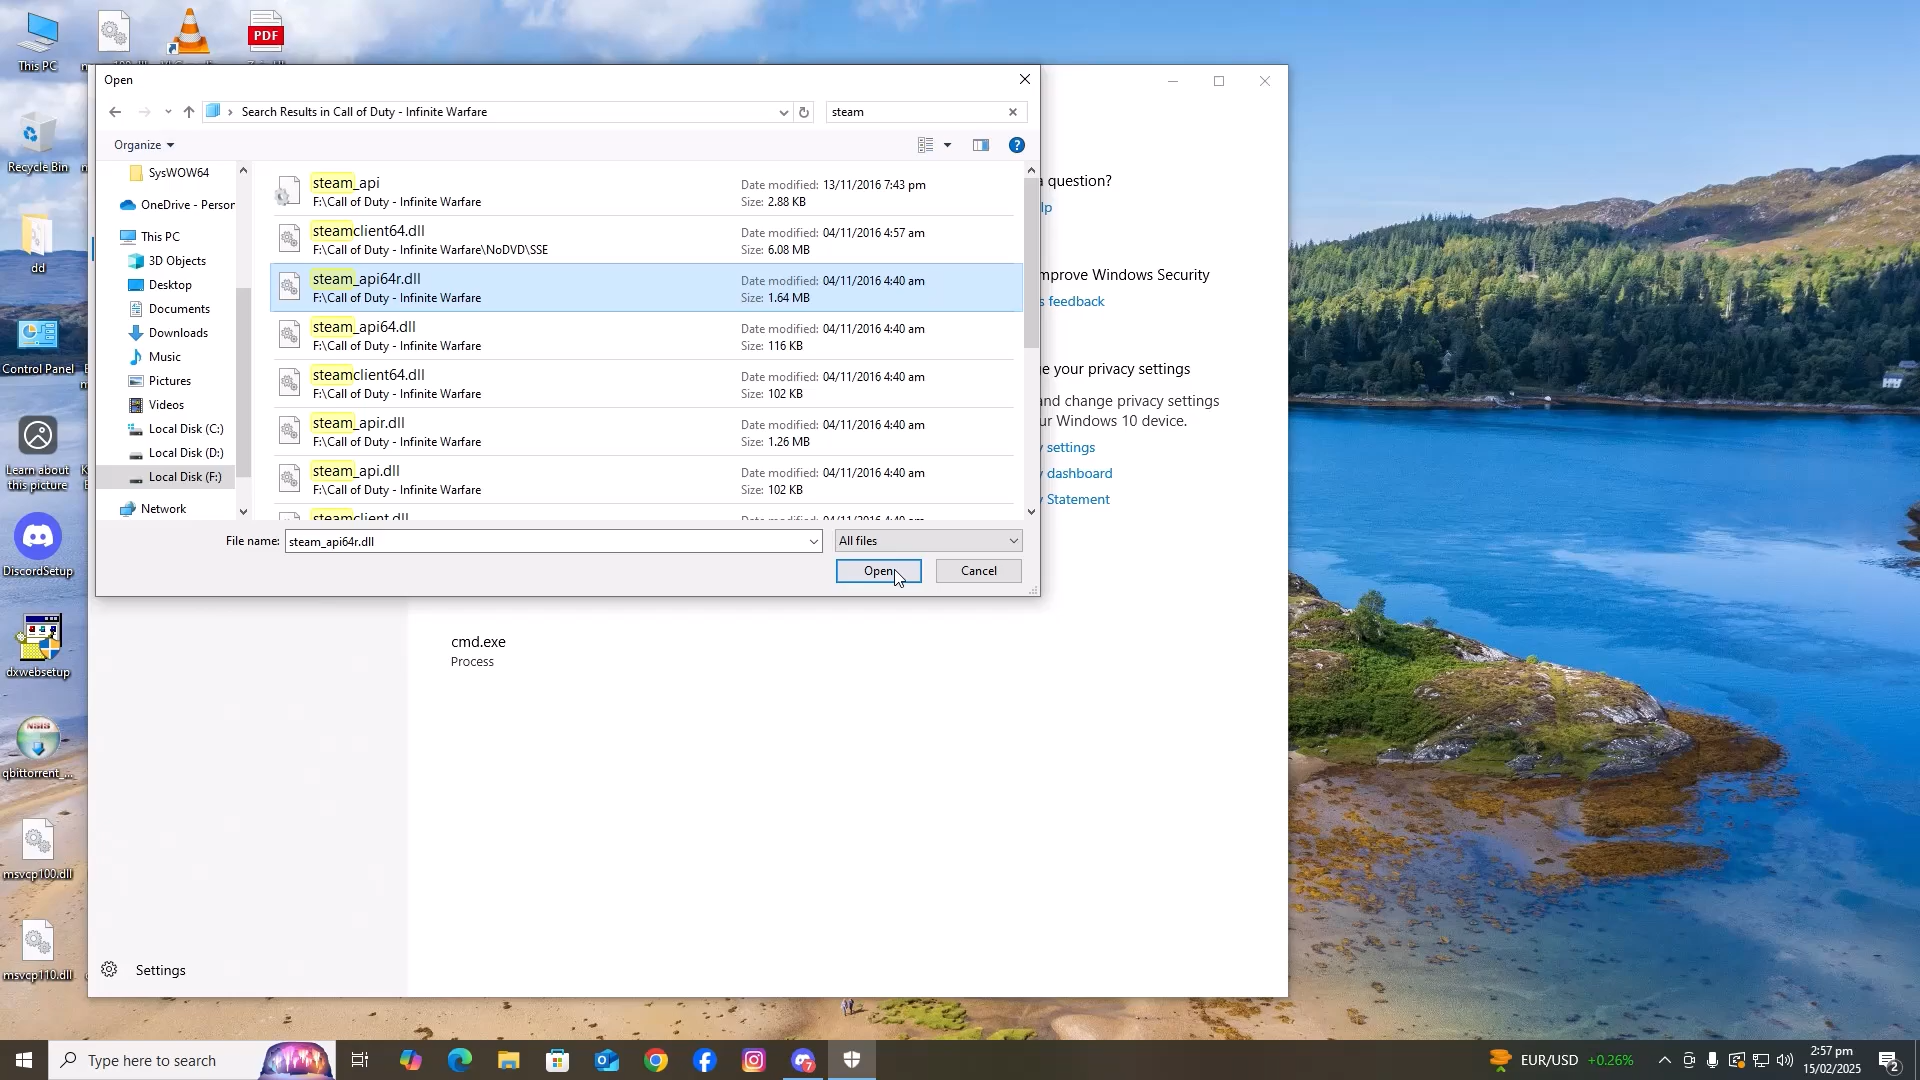 This PC
PDF
Recycle Bin
dd
Control Panel
Learn about
this picture
DiscordSetup
dxwebsetup
NSIS
qbittorrent_...
msvcp100.dll
msvcp110.dll
Open
Search Results in Call of Duty - Infinite Warfare
steam
Organize
SysWOW64
OneDrive - Person
This PC
3D Objects
Desktop
Documents
Downloads
Music
Pictures
Videos
Local Disk (C:)
Local Disk (D:)
Local Disk (F:)
Network
steam_api
Date modified: 13/11/2016 7:43 pm
F:\Call of Duty - Infinite Warfare
Size: 2.88 KB
steamclient64.dll
Date modified: 04/11/2016 4:57 am
F:\Call of Duty - Infinite Warfare\NoDVD\SSE
Size: 6.08 MB
steam_api64r.dll
Date modified: 04/11/2016 4:40 am
F:\Call of Duty - Infinite Warfare
Size: 1.64 MB
steam_api64.dll
Date modified: 04/11/2016 4:40 am
F:\Call of Duty - Infinite Warfare
Size: 116 KB
steamclient64.dll
Date modified: 04/11/2016 4:40 am
F:\Call of Duty - Infinite Warfare
Size: 102 KB
steam_apir.dll
Date modified: 04/11/2016 4:40 am
F:\Call of Duty - Infinite Warfare
Size: 1.26 MB
steam_api.dll
Date modified: 04/11/2016 4:40 am
F:\Call of Duty - Infinite Warfare
Size: 102 KB
steamclient.dll
Date modified: 04/11/2016 4:40 am
File name: steam_api64r.dll
All files
Open
Cancel
a question?
lp
mprove Windows Security
s feedback
e your privacy settings
and change privacy settings
ur Windows 10 device.
y settings
y dashboard
y Statement
cmd.exe
Process
Settings
Type here to search
EUR/USD +0.26%
2:57 pm
15/02/2025
7
2